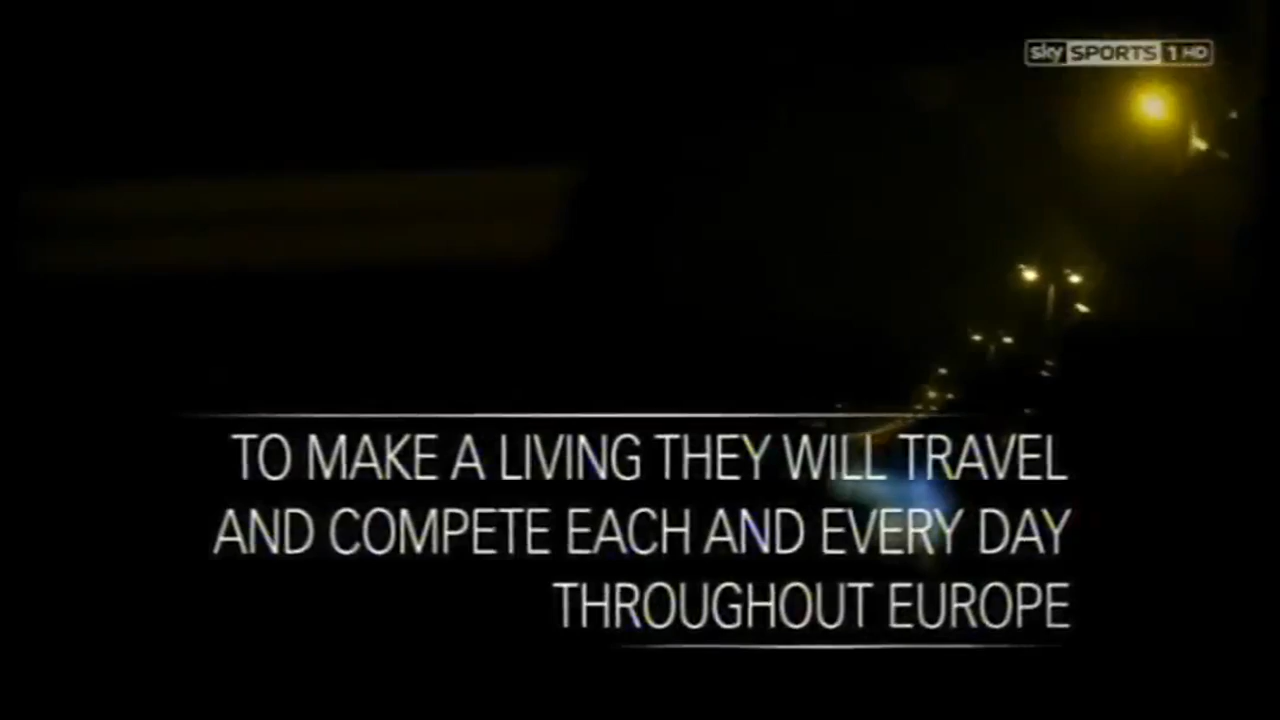 sky SPORTS 1 HD
TO MAKE A LIVING THEY WILL TRAVEL
AND COMPETE EACH AND EVERY DAY
THROUGHOUT EUROPE